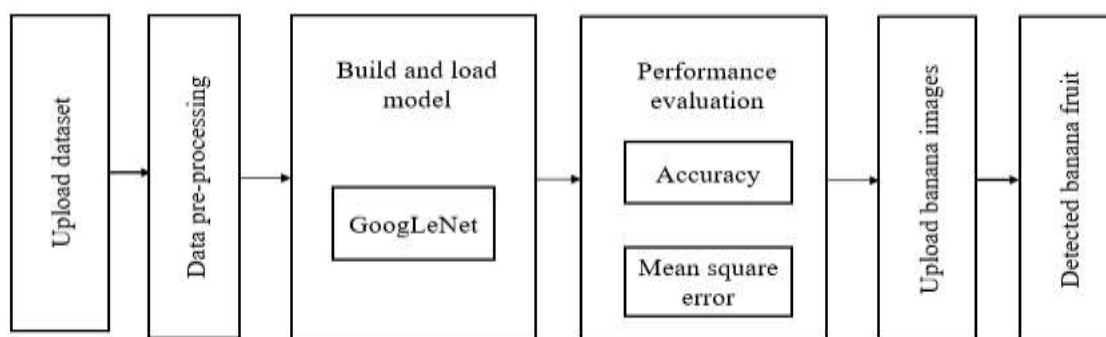 Upload dataset
Data pre-processing
Build and load
model
GoogLeNet
Performance
evaluation
Accuracy
Mean square
error
Upload banana images
Detected banana fruit